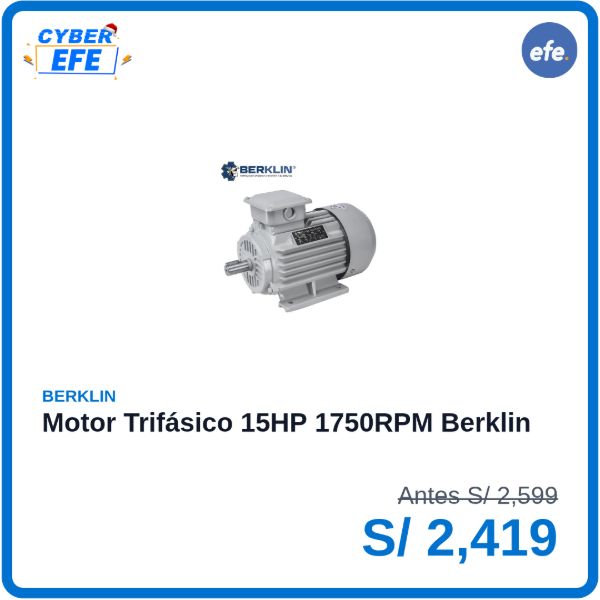 CYBER
EFE
efe.
BERKLIN®
BERKLIN
Motor Trifásico 15HP 1750RPM Berklin
Antes S/ 2,599
S/ 2,419